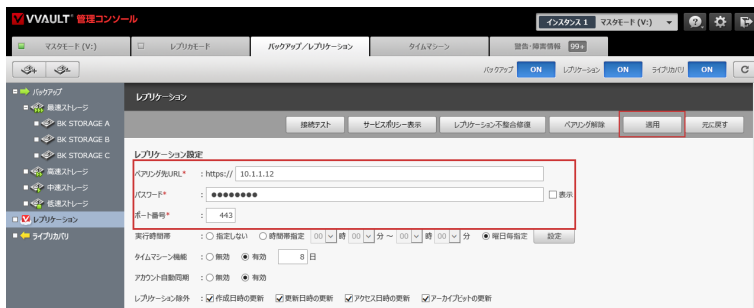 VVAULT 管理コンソール インスタンス 1 マスタモード (V:)
マスタモード (V:) レプリカモード バックアップ／レプリケーション タイムマシーン 警告・障害情報 99+
バックアップ ON レプリケーション ON ライブリカバリ ON
バックアップ
最速ストレージ
BK STORAGE A
BK STORAGE B
BK STORAGE C
高速ストレージ
中速ストレージ
低速ストレージ
レプリケーション
ライブリカバリ
レプリケーション
接続テスト サービスポリシー表示 レプリケーション不整合修復 ペアリング解除 適用 元に戻す
レプリケーション設定
ペアリング先URL* : https:// 10.1.1.12
パスワード* : ●●●●●●●● 表示
ポート番号* : 443
実行時間帯 : 指定しない 時間帯指定 00 時 00 分 ～ 00 時 00 分 曜日毎指定 設定
タイムマシーン機能 : 無効 有効 8 日
アカウント自動同期 : 無効 有効
レプリケーション除外 : 作成日時の更新 更新日時の更新 アクセス日時の更新 アーカイブビットの更新